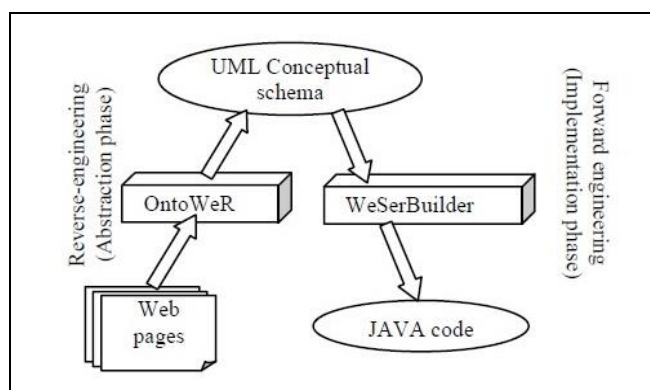 UML Conceptual
schema
Reverse-engineering
(Abstraction phase)
Forward engineering
(Implementation phase)
OntoWeR
WeSerBuilder
Web
pages
JAVA code